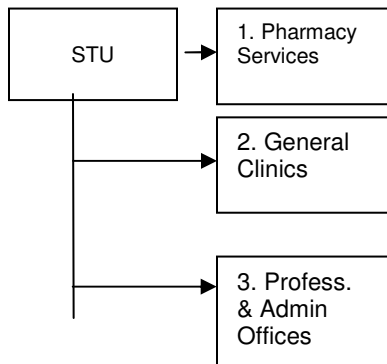 STU
1. Pharmacy
Services
2. General
Clinics
3. Profess.
& Admin
Offices